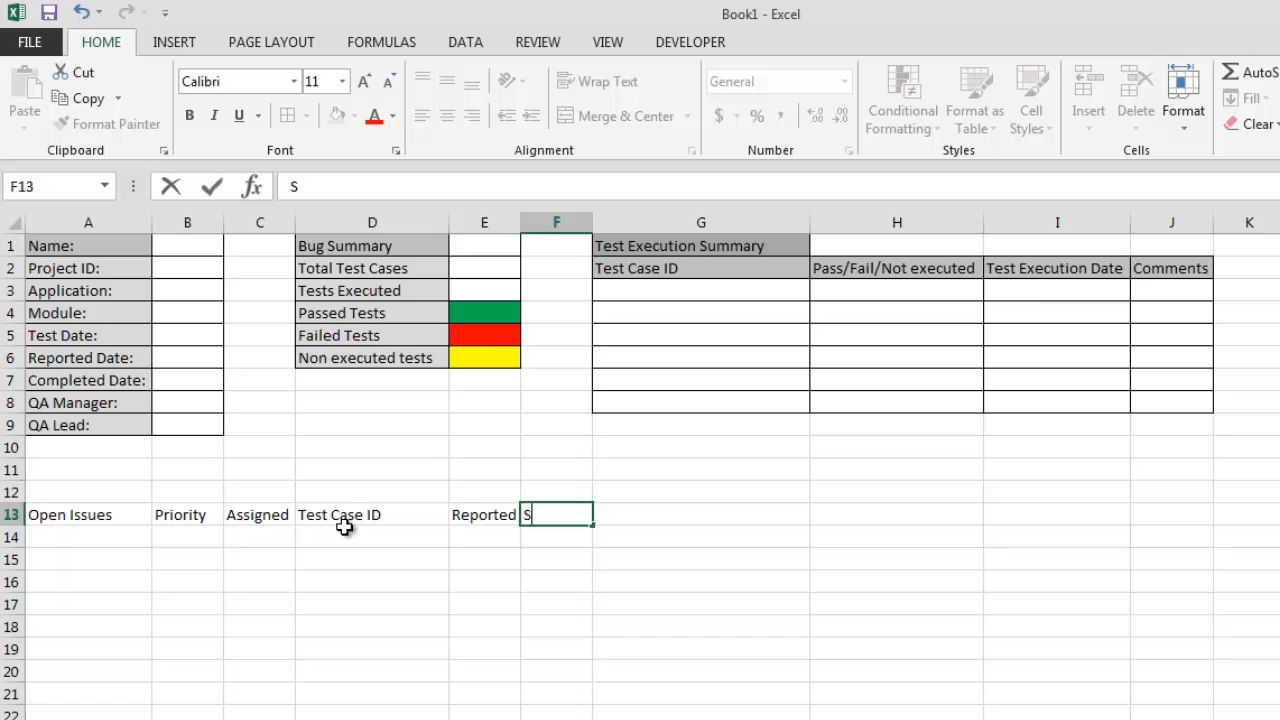 Book1 - Excel
FILE HOME INSERT PAGE LAYOUT FORMULAS DATA REVIEW VIEW DEVELOPER
Paste
Cut
Copy
Format Painter
Clipboard
Calibri 11 A A
B I U A
Font
Wrap Text
Merge & Center
Alignment
General
$ % ,
Number
Conditional Formatting
Format as Table
Cell Styles
Styles
Insert Delete Format
Cells
AutoS
Fill
Clear
F13 fx S
A B C D E F G H I J K
1 Name: Bug Summary Test Execution Summary
2 Project ID: Total Test Cases Test Case ID Pass/Fail/Not executed Test Execution Date Comments
3 Application: Tests Executed
4 Module: Passed Tests
5 Test Date: Failed Tests
6 Reported Date: Non executed tests
7 Completed Date:
8 QA Manager:
9 QA Lead:
10
11
12
13 Open Issues Priority Assigned Test Case ID Reported S
14
15
16
17
18
19
20
21
22